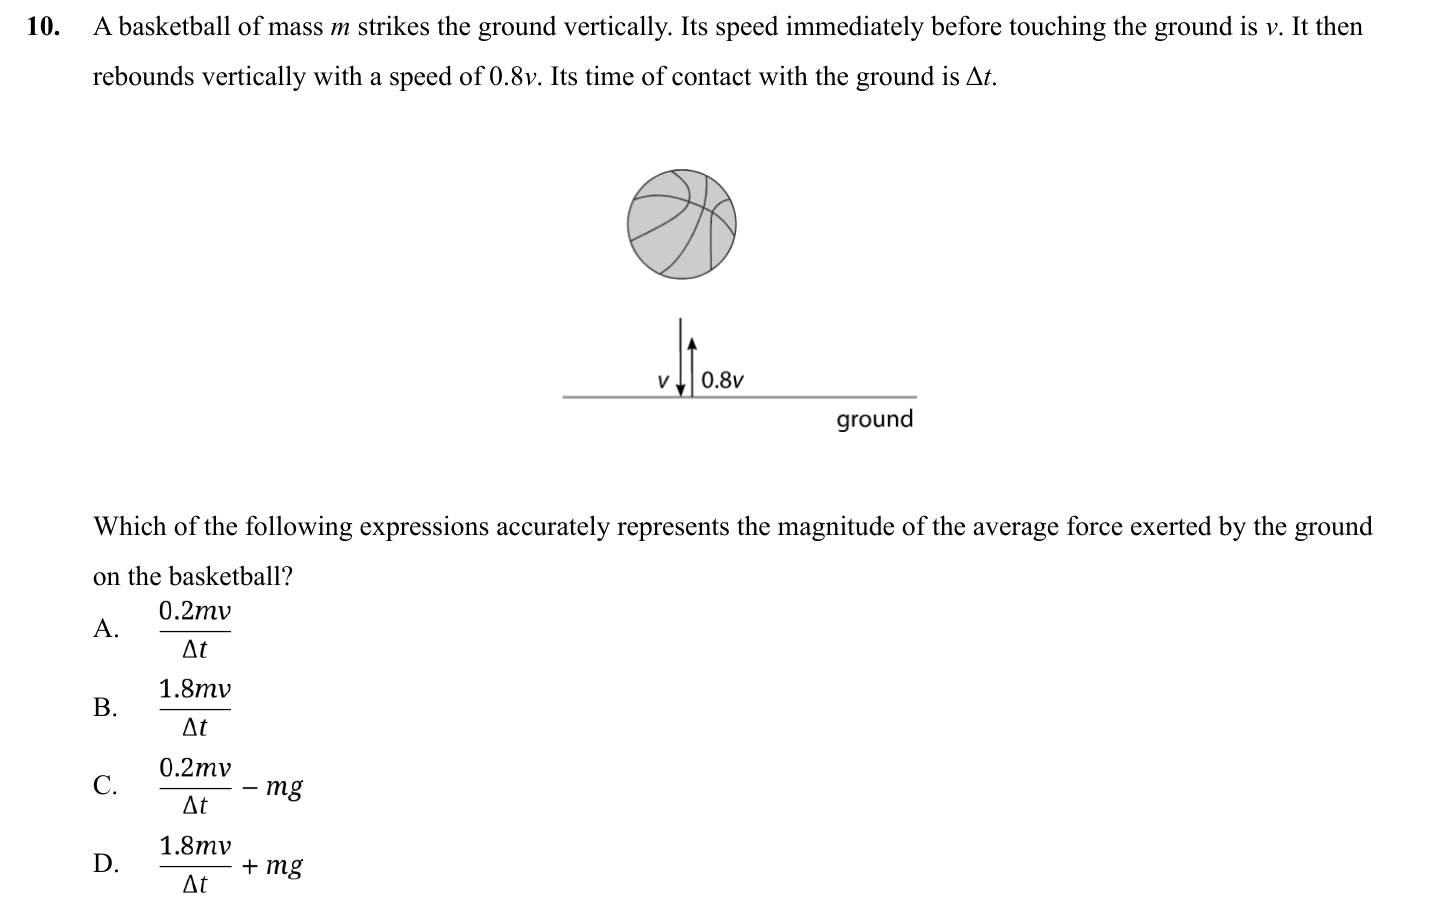 10. A basketball of mass m strikes the ground vertically. Its speed immediately before touching the ground is v. It then
rebounds vertically with a speed of 0.8v. Its time of contact with the ground is Δt.
v 0.8v
ground
Which of the following expressions accurately represents the magnitude of the average force exerted by the ground
on the basketball?
A. 0.2mv/Δt
B. 1.8mv/Δt
C. 0.2mv/Δt − mg
D. 1.8mv/Δt + mg